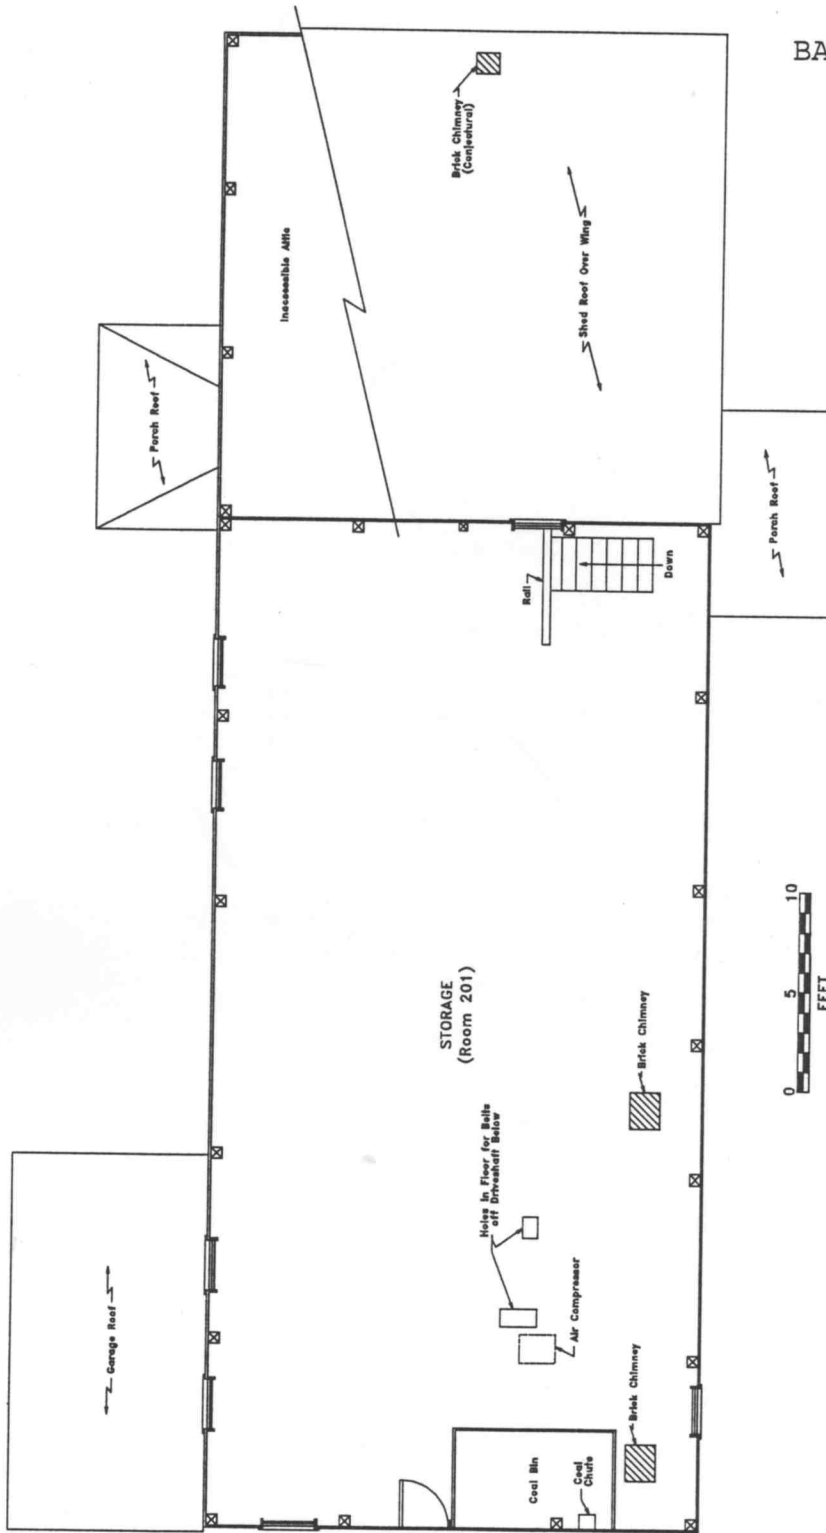 BA
Brick Chimney
(Conjectural)
Inaccessible Attic
Shed Roof Over Wing
Porch Roof
Porch Roof
Rail
Down
STORAGE
(Room 201)
0 5 10
FEET
Brick Chimney
Holes in Floor for Belts
off Driveshaft Below
Air Compressor
Garage Roof
Brick Chimney
Coal Bin
Coal
Chute